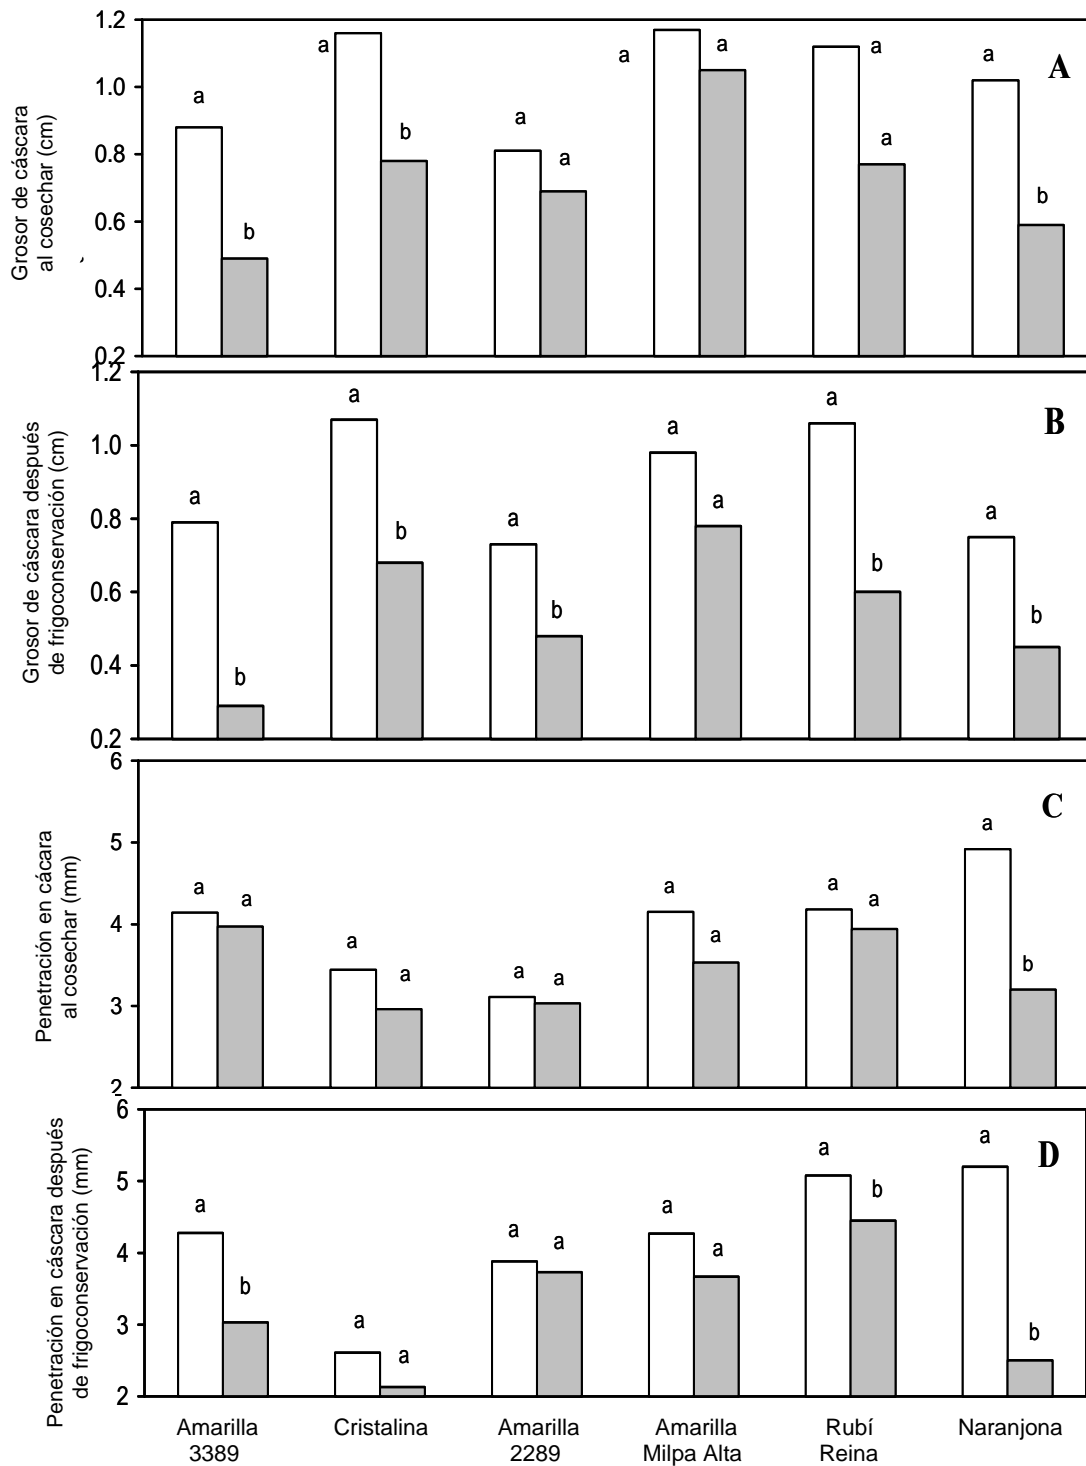 Grosor de cáscara
al cosechar (cm)
1.2
1.0
0.8
0.6
0.4
0.2
A
a
b
a
b
a
a
a
a
a
a
a
b
Grosor de cáscara después
de frigoconservación (cm)
1.2
1.0
0.8
0.6
0.4
0.2
B
a
b
a
b
a
b
a
a
a
b
a
b
Penetración en cácara
al cosechar (mm)
6
5
4
3
2
C
a
a
a
a
a
a
a
a
a
a
a
b
Penetración en cáscara después
de frigoconservación (mm)
6
5
4
3
2
D
a
b
a
a
a
a
a
a
a
b
a
b
Amarilla
3389
Cristalina
Amarilla
2289
Amarilla
Milpa Alta
Rubí
Reina
Naranjona